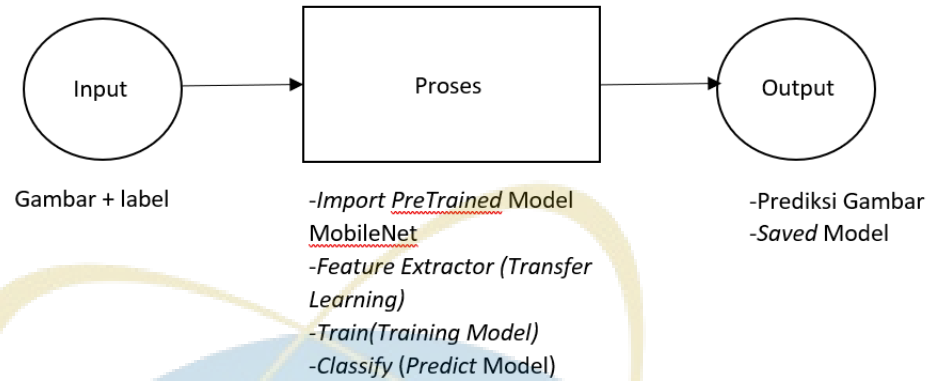 Input
Proses
Output
Gambar + label
-Import PreTrained Model
MobileNet
-Feature Extractor (Transfer
Learning)
-Train(Training Model)
-Classify (Predict Model)
-Prediksi Gambar
-Saved Model